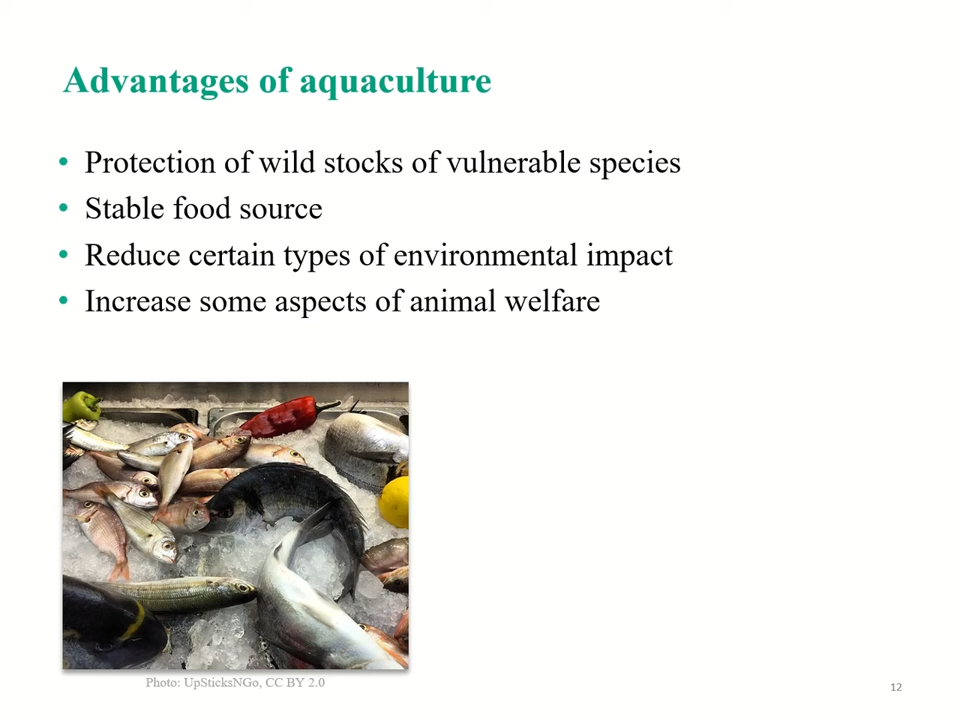 Advantages of aquaculture
• Protection of wild stocks of vulnerable species
• Stable food source
• Reduce certain types of environmental impact
• Increase some aspects of animal welfare
Photo: UpSticksNGo, CC BY 2.0
12